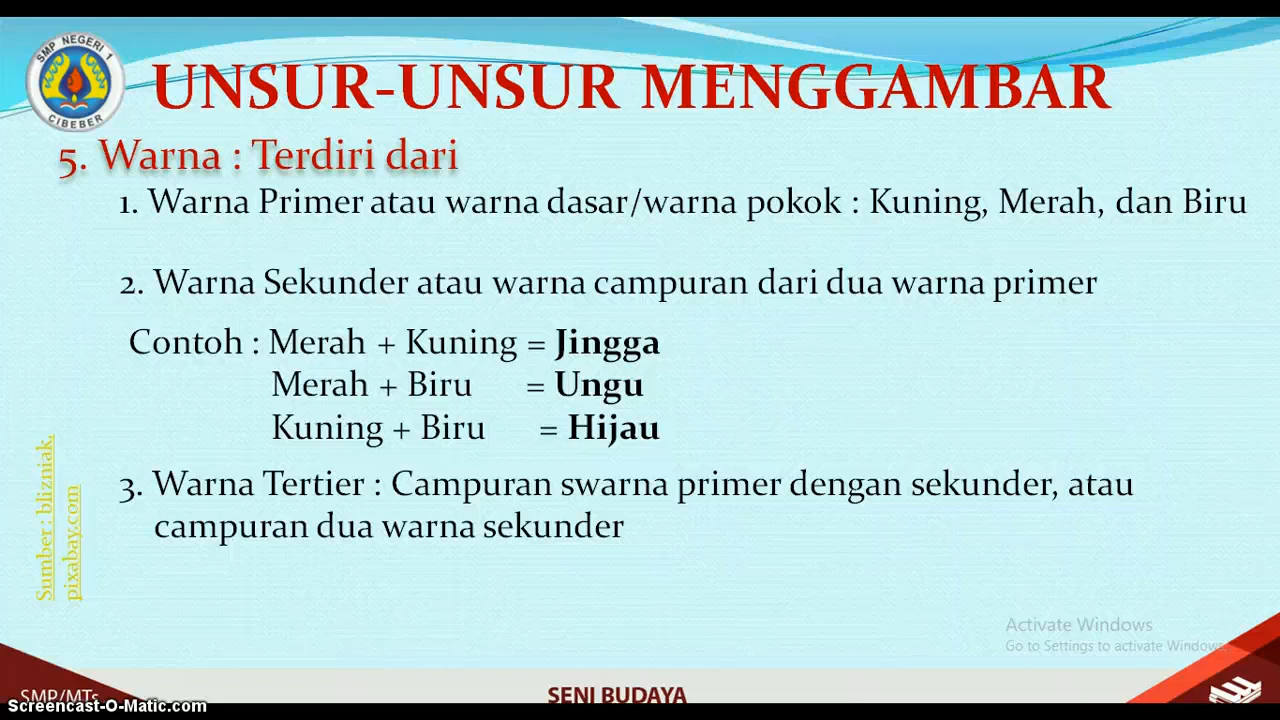 SMP NEGERI 1
CIBEBER
UNSUR-UNSUR MENGGAMBAR
5. Warna : Terdiri dari
1. Warna Primer atau warna dasar/warna pokok : Kuning, Merah, dan Biru
2. Warna Sekunder atau warna campuran dari dua warna primer
Contoh : Merah + Kuning = Jingga
Merah + Biru = Ungu
Kuning + Biru = Hijau
3. Warna Tertier : Campuran swarna primer dengan sekunder, atau
campuran dua warna sekunder
Sumber : blizniak,
pixabay.com
Activate Windows
Go to Settings to activate Windows.
SMP/MTs
SENI BUDAYA
Screencast-O-Matic.com